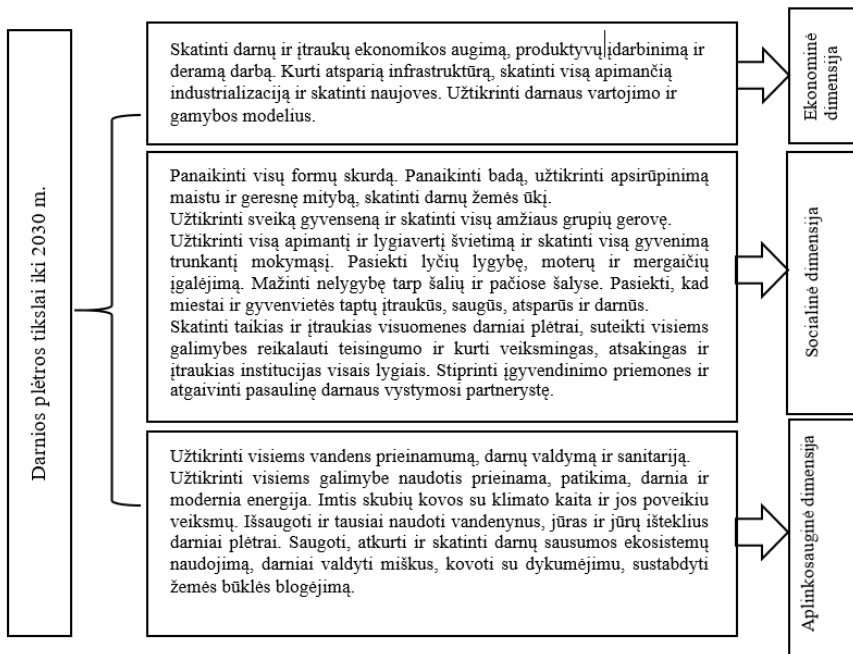 Darnios plėtros tikslai iki 2030 m.
Skatinti darnų ir įtraukų ekonomikos augimą, produktyvų įdarbinimą ir
deramą darbą. Kurti atsparią infrastruktūrą, skatinti visą apimančią
industrializaciją ir skatinti naujoves. Užtikrinti darnaus vartojimo ir
gamybos modelius.
Ekonominė
dimensija
Panaikinti visų formų skurdą. Panaikinti badą, užtikrinti apsirūpinimą
maistu ir geresnę mitybą, skatinti darnų žemės ūkį.
Užtikrinti sveiką gyvenseną ir skatinti visų amžiaus grupių gerovę.
Užtikrinti visą apimantį ir lygiavertį švietimą ir skatinti visą gyvenimą
trunkantį mokymąsi. Pasiekti lyčių lygybę, moterų ir mergaičių
įgalėjimą. Mažinti nelygybę tarp šalių ir pačiose šalyse. Pasiekti, kad
miestai ir gyvenvietės taptų įtraukūs, saugūs, atsparūs ir darnūs.
Skatinti taikias ir įtraukias visuomenes darniai plėtrai, suteikti visiems
galimybes reikalauti teisingumo ir kurti veiksmingas, atsakingas ir
įtraukias institucijas visais lygiais. Stiprinti įgyvendinimo priemones ir
atgaivinti pasaulinę darnaus vystymosi partnerystę.
Socialinė dimensija
Užtikrinti visiems vandens prieinamumą, darnų valdymą ir sanitariją.
Užtikrinti visiems galimybe naudotis prieinama, patikima, darnia ir
modernia energija. Imtis skubių kovos su klimato kaita ir jos poveikiu
veiksmų. Išsaugoti ir tausiai naudoti vandenynus, jūras ir jūrų išteklius
darniai plėtrai. Saugoti, atkurti ir skatinti darnų sausumos ekosistemų
naudojimą, darniai valdyti miškus, kovoti su dykumėjimu, sustabdyti
žemės būklės blogėjimą.
Aplinkosauginė dimensija